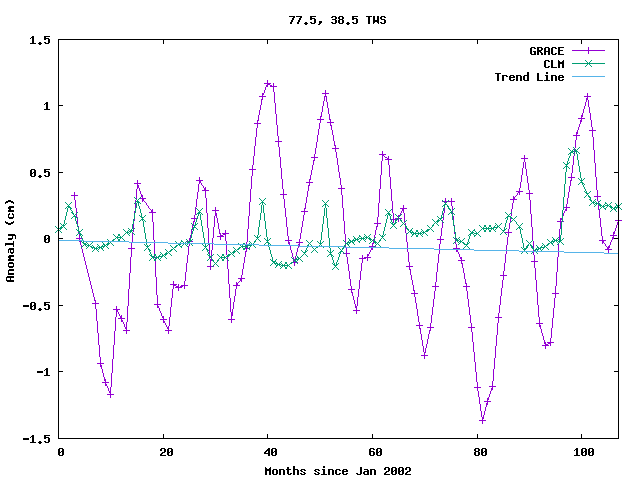 77.5, 38.5 TWS
GRACE
CLM
Trend Line
1.5
1
0.5
0
-0.5
-1
-1.5
Anomaly (cm)
0 20 40 60 80 100
Months since Jan 2002